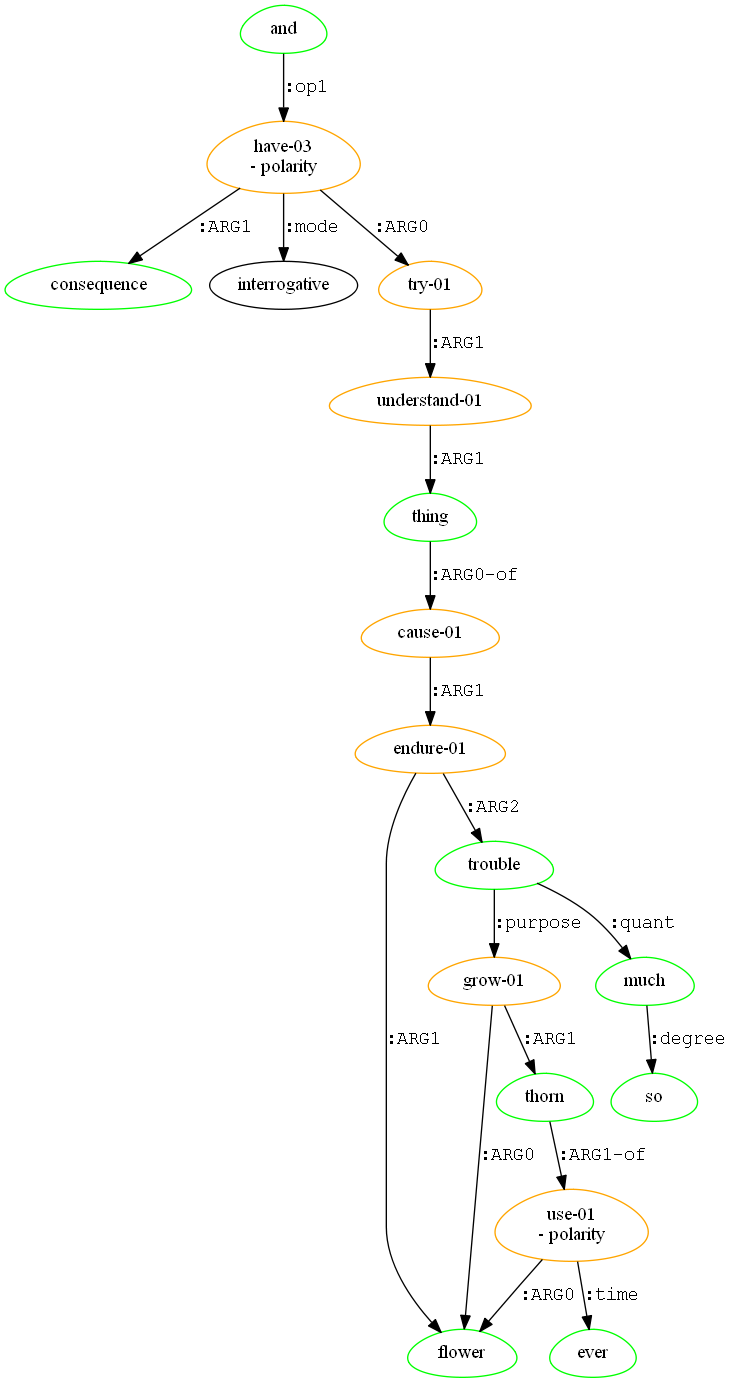 and
:op1
have-03
- polarity
:ARG1
:mode
:ARG0
consequence
interrogative
try-01
:ARG1
understand-01
:ARG1
thing
:ARG0-of
cause-01
:ARG1
endure-01
:ARG2
trouble
:purpose
:quant
grow-01
much
:ARG1
:ARG1
:degree
thorn
so
:ARG0
:ARG1-of
use-01
- polarity
:ARG0
:time
flower
ever